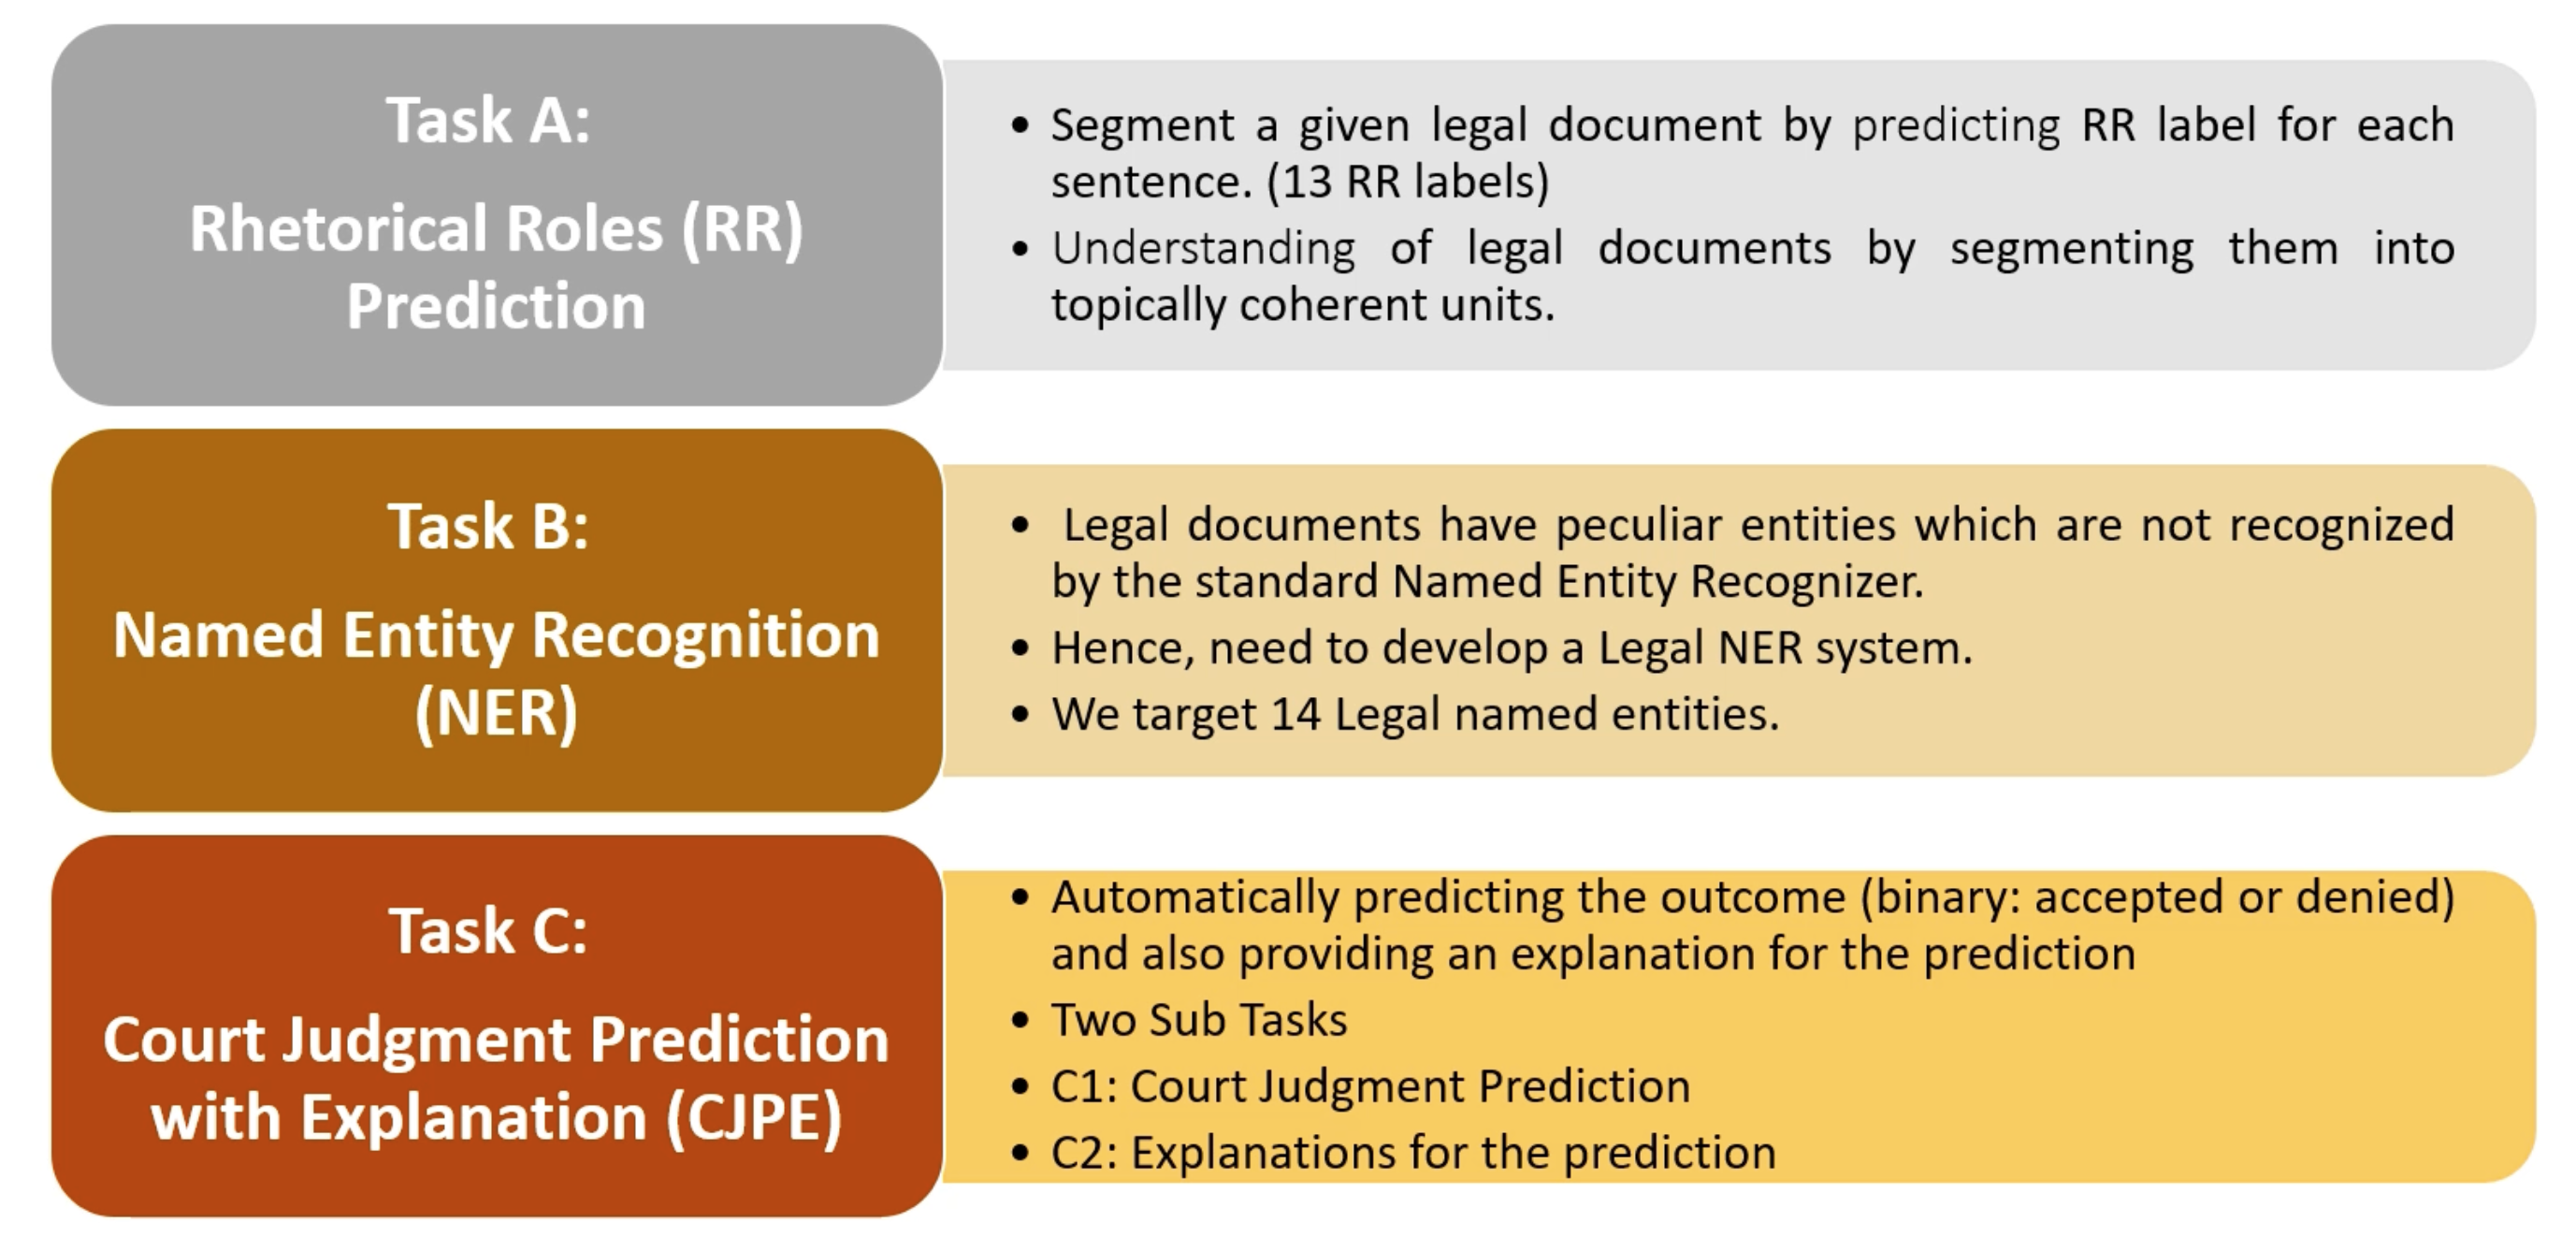 Task A:
Rhetorical Roles (RR)
Prediction
• Segment a given legal document by predicting RR label for each
sentence. (13 RR labels)
• Understanding of legal documents by segmenting them into
topically coherent units.
Task B:
Named Entity Recognition
(NER)
• Legal documents have peculiar entities which are not recognized
by the standard Named Entity Recognizer.
• Hence, need to develop a Legal NER system.
• We target 14 Legal named entities.
Task C:
Court Judgment Prediction
with Explanation (CJPE)
• Automatically predicting the outcome (binary: accepted or denied)
and also providing an explanation for the prediction
• Two Sub Tasks
• C1: Court Judgment Prediction
• C2: Explanations for the prediction